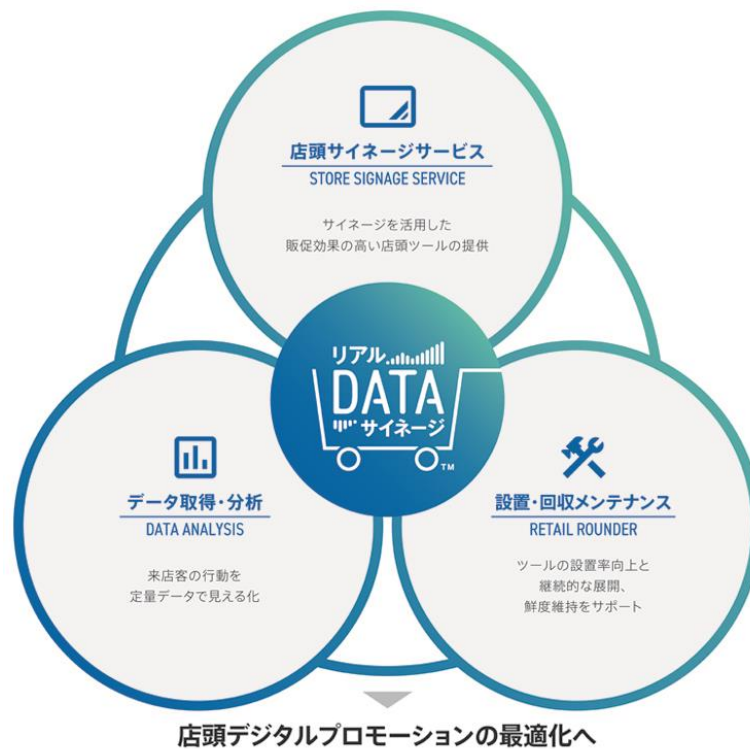 店頭サイネージサービス
STORE SIGNAGE SERVICE
サイネージを活用した
販促効果の高い店頭ツールの提供
リアル
DATA
サイネージ
TM
データ取得・分析
DATA ANALYSIS
来店客の行動を
定量データで見える化
設置・回収メンテナンス
RETAIL ROUNDER
ツールの設置率向上と
継続的な展開、
鮮度維持をサポート
店頭デジタルプロモーションの最適化へ